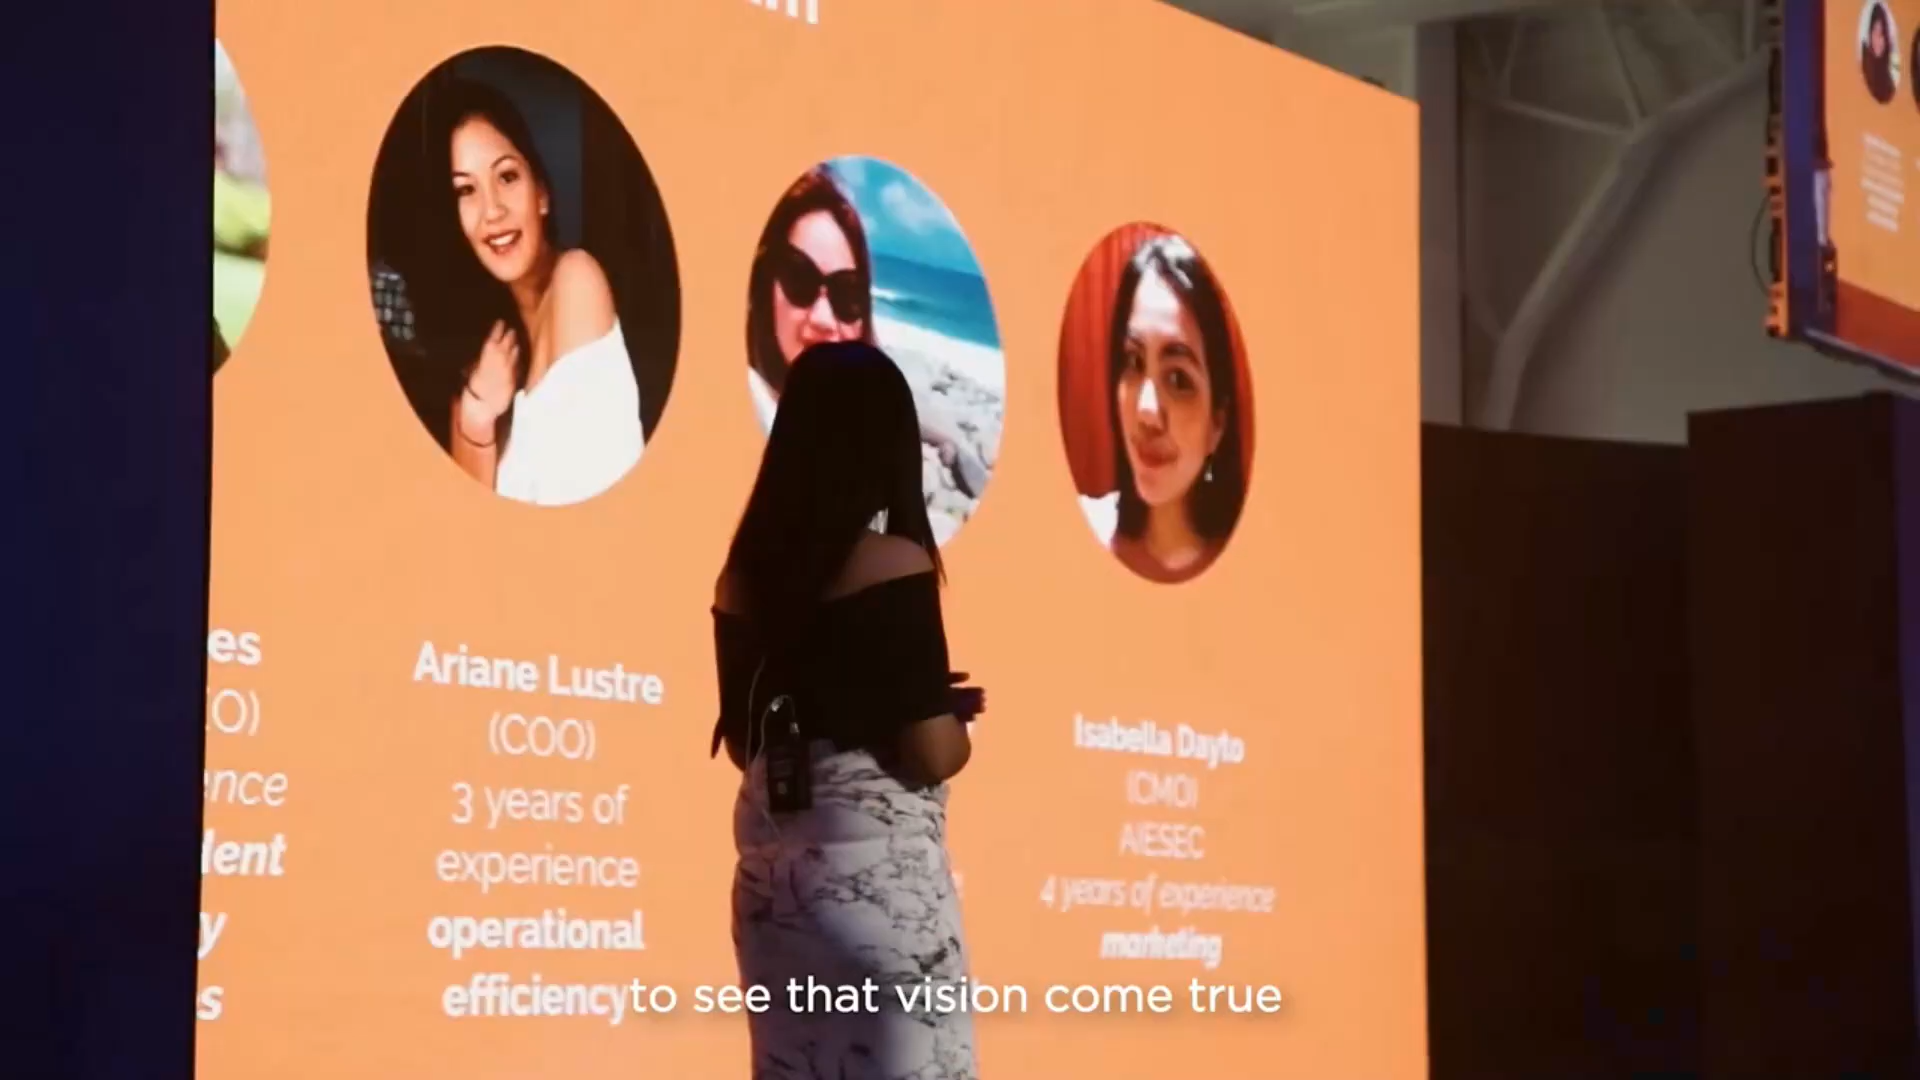 es
O)
ence
dent
y
s
Ariane Lustre
(COO)
3 years of
experience
operational
efficiency
Isabella Dayto
(CMO)
AIESEC
4 years of experience
marketing
to see that vision come true